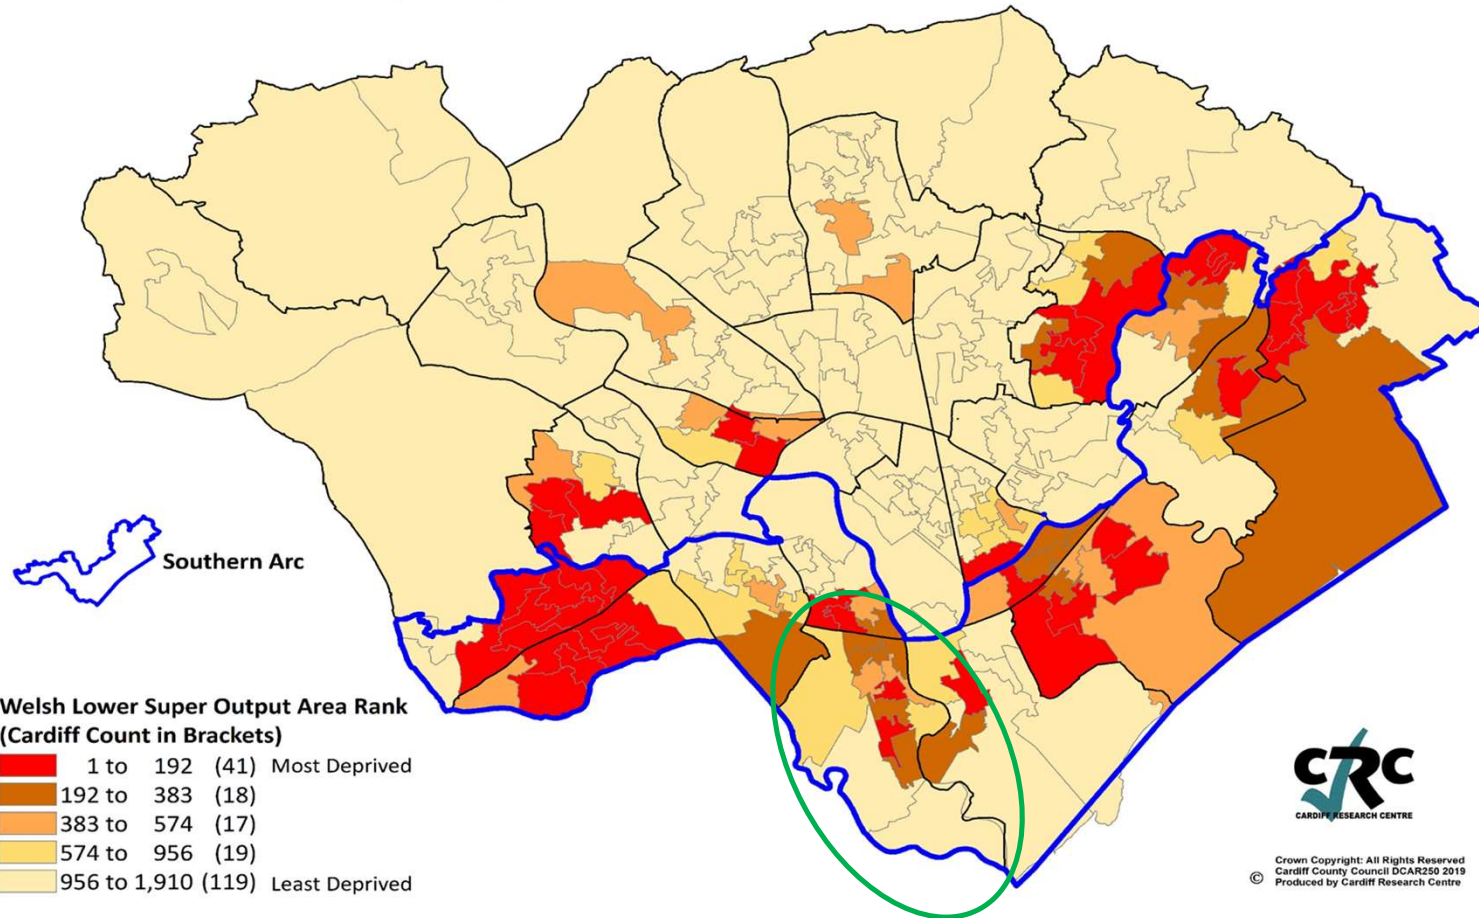 Southern Arc
Welsh Lower Super Output Area Rank
(Cardiff Count in Brackets)
1 to 192 (41) Most Deprived
192 to 383 (18)
383 to 574 (17)
574 to 956 (19)
956 to 1,910 (119) Least Deprived
CRC
CARDIFF RESEARCH CENTRE
Crown Copyright: All Rights Reserved
Cardiff County Council DCAR250 2019
© Produced by Cardiff Research Centre